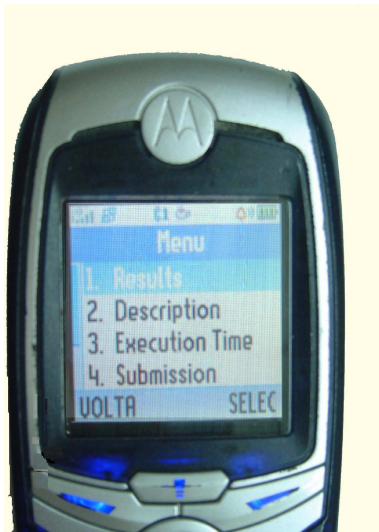 Menu
1. Results
2. Description
3. Execution Time
4. Submission
VOLTA SELEC